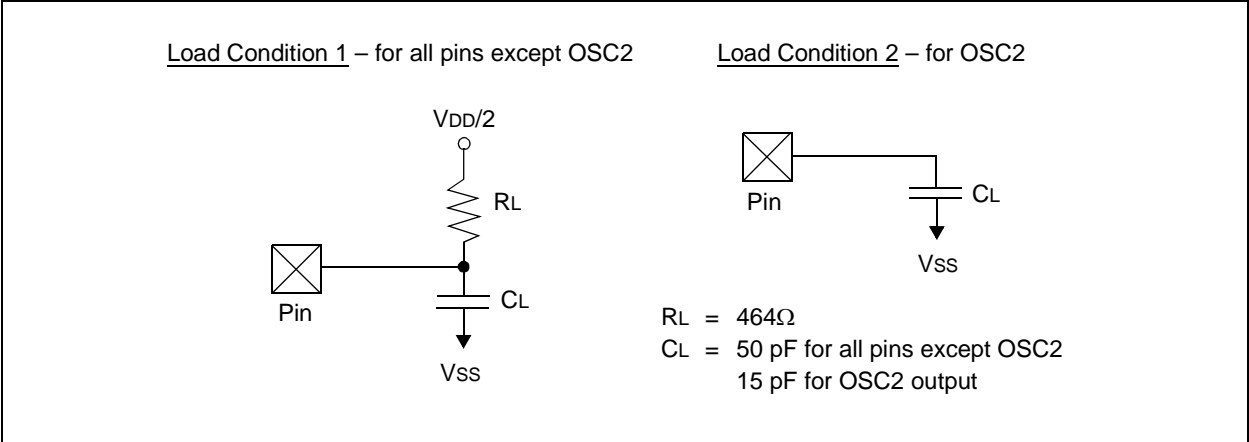 Load Condition 1 – for all pins except OSC2
VDD/2
RL
Pin
CL
VSS
Load Condition 2 – for OSC2
Pin
CL
VSS
RL = 464Ω
CL = 50 pF for all pins except OSC2
15 pF for OSC2 output